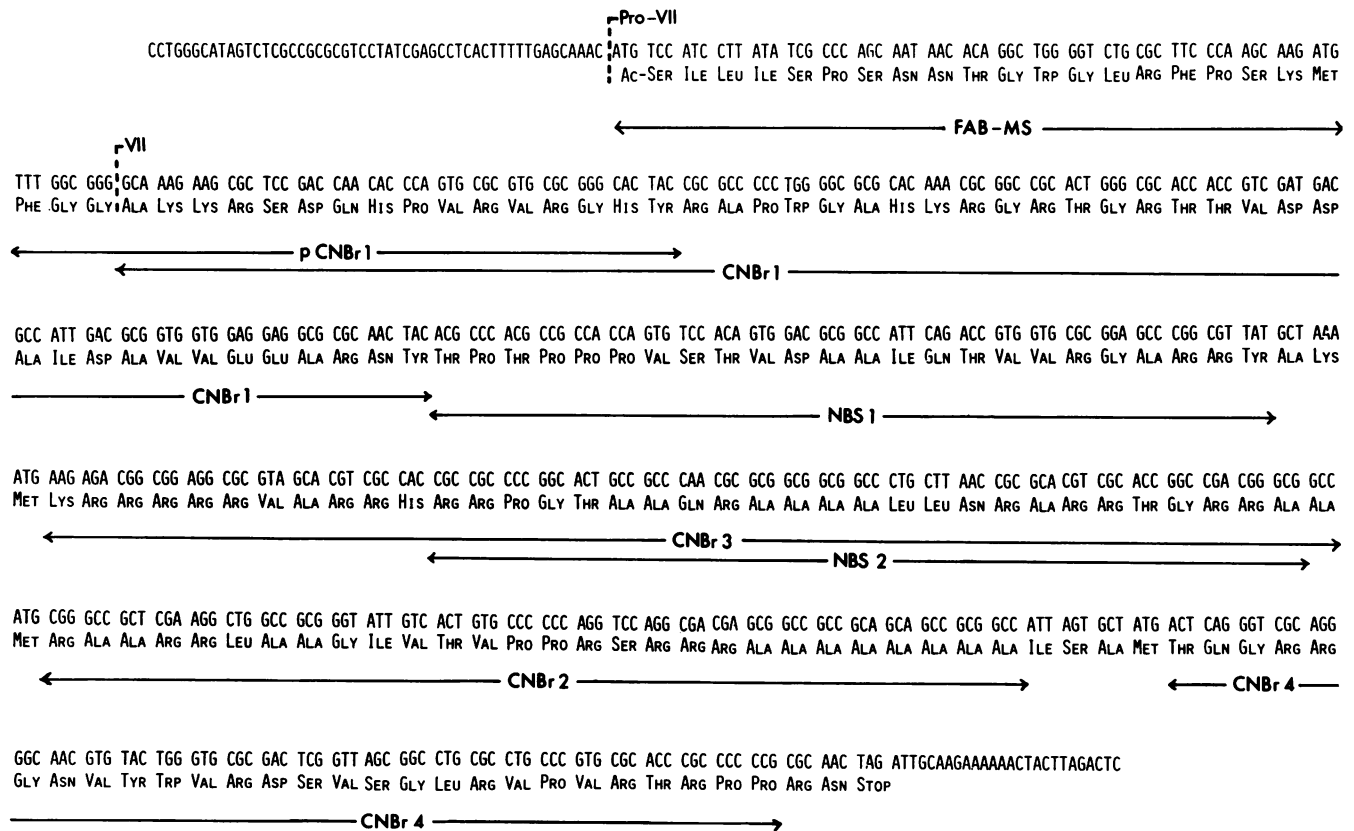 Pro-VII
CCTGGGCATAGTCTCGCCGCGCGTCCTATCGAGCCTCACTTTTTGAGCAAAC ATG TCC ATC CTT ATA TCG CCC AGC AAT AAC ACA GGC TGG GGT CTG CGC TTC CCA AGC AAG ATG
AC-SER ILE LEU ILE SER PRO SER ASN ASN THR GLY TRP GLY LEU ARG PHE PRO SER LYS MET
FAB-MS
VII
TTT GGC GGG GCA AAG AAG CGC TCC GAC CAA CAC CCA GTG CGC GTG CGC GGG CAC TAC CGC GCC CCC TGG GGC GCG CAC AAA CGC GGC CGC ACT GGG CGC ACC ACC GTC GAT GAC
PHE GLY GLY ALA LYS LYS ARG SER ASP GLN HIS PRO VAL ARG VAL ARG GLY HIS TYR ARG ALA PRO TRP GLY ALA HIS LYS ARG GLY ARG THR GLY ARG THR THR VAL ASP ASP
p CNBr 1
CNBr 1
GCC ATT GAC GCG GTG GTG GAG GAG GCG CGC AAC TAC ACG CCC ACG CCG CCA CCA GTG TCC ACA GTG GAC GCG GCC ATT CAG ACC GTG GTG CGC GGA GCC CGG CGT TAT GCT AAA
ALA ILE ASP ALA VAL VAL GLU GLU ALA ARG ASN TYR THR PRO THR PRO PRO PRO VAL SER THR VAL ASP ALA ALA ILE GLN THR VAL VAL ARG GLY ALA ARG ARG TYR ALA LYS
CNBr 1
NBS 1
ATG AAG AGA CGG CGG AGG CGC GTA GCA CGT CGC CAC CGC CGC CCC GGC ACT GCC GCC CAA CGC GCG GCG GCG GCC CTG CTT AAC CGC GCA CGT CGC ACC GGC CGA CGG GCG GCC
MET LYS ARG ARG ARG ARG ARG VAL ALA ARG ARG HIS ARG ARG PRO GLY THR ALA ALA GLN ARG ALA ALA ALA ALA LEU LEU ASN ARG ALA ARG ARG THR GLY ARG ARG ALA ALA
CNBr 3
NBS 2
ATG CGG GCC GCT CGA AGG CTG GCC GCG GGT ATT GTC ACT GTG CCC CCC AGG TCC AGG CGA CGA GCG GCC GCC GCA GCA GCC GCG GCC ATT AGT GCT ATG ACT CAG GGT CGC AGG
MET ARG ALA ALA ARG ARG LEU ALA ALA GLY ILE VAL THR VAL PRO PRO ARG SER ARG ARG ARG ALA ALA ALA ALA ALA ALA ALA ALA ILE SER ALA MET THR GLN GLY ARG ARG
CNBr 2
CNBr 4
GGC AAC GTG TAC TGG GTG CGC GAC TCG GTT AGC GGC CTG CGC CTG CCC GTG CGC ACC CGC CCC CCG CGC AAC TAG ATTGCAAGAAAAAACTACTTAGACTC
GLY ASN VAL TYR TRP VAL ARG ASP SER VAL SER GLY LEU ARG VAL PRO VAL ARG THR ARG PRO PRO ARG ASN STOP
CNBr 4